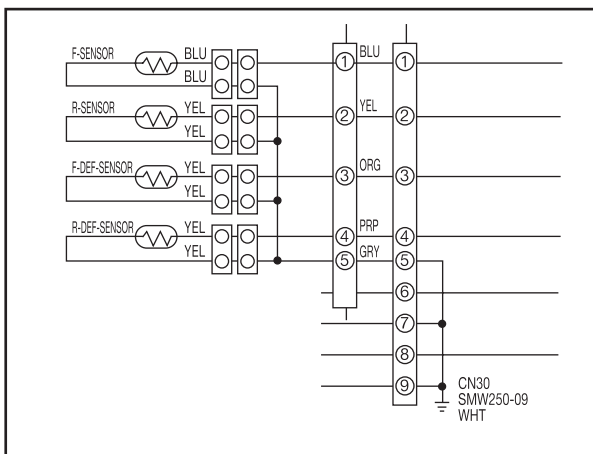 F-SENSOR BLU BLU
BLU
R-SENSOR YEL YEL
YEL
F-DEF-SENSOR YEL ORG
YEL
R-DEF-SENSOR YEL PRP
YEL GRY
1 1
2 2
3 3
4 4
5 5
6
7
8
9
CN30
SMW250-09
WHT